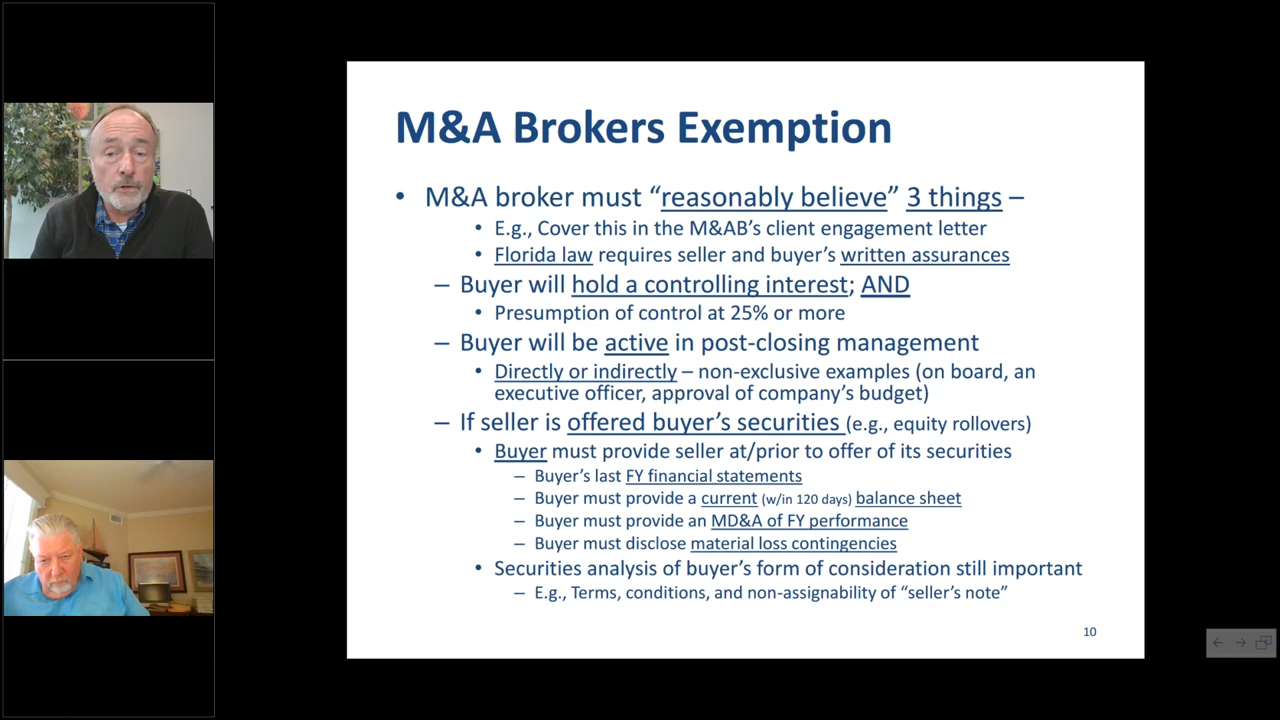 M&A Brokers Exemption
• M&A broker must “reasonably believe” 3 things –
• E.g., Cover this in the M&AB’s client engagement letter
• Florida law requires seller and buyer’s written assurances
– Buyer will hold a controlling interest; AND
• Presumption of control at 25% or more
– Buyer will be active in post-closing management
• Directly or indirectly – non-exclusive examples (on board, an
executive officer, approval of company’s budget)
– If seller is offered buyer’s securities (e.g., equity rollovers)
• Buyer must provide seller at/prior to offer of its securities
– Buyer’s last FY financial statements
– Buyer must provide a current (w/in 120 days) balance sheet
– Buyer must provide an MD&A of FY performance
– Buyer must disclose material loss contingencies
• Securities analysis of buyer’s form of consideration still important
– E.g., Terms, conditions, and non-assignability of “seller’s note”
10